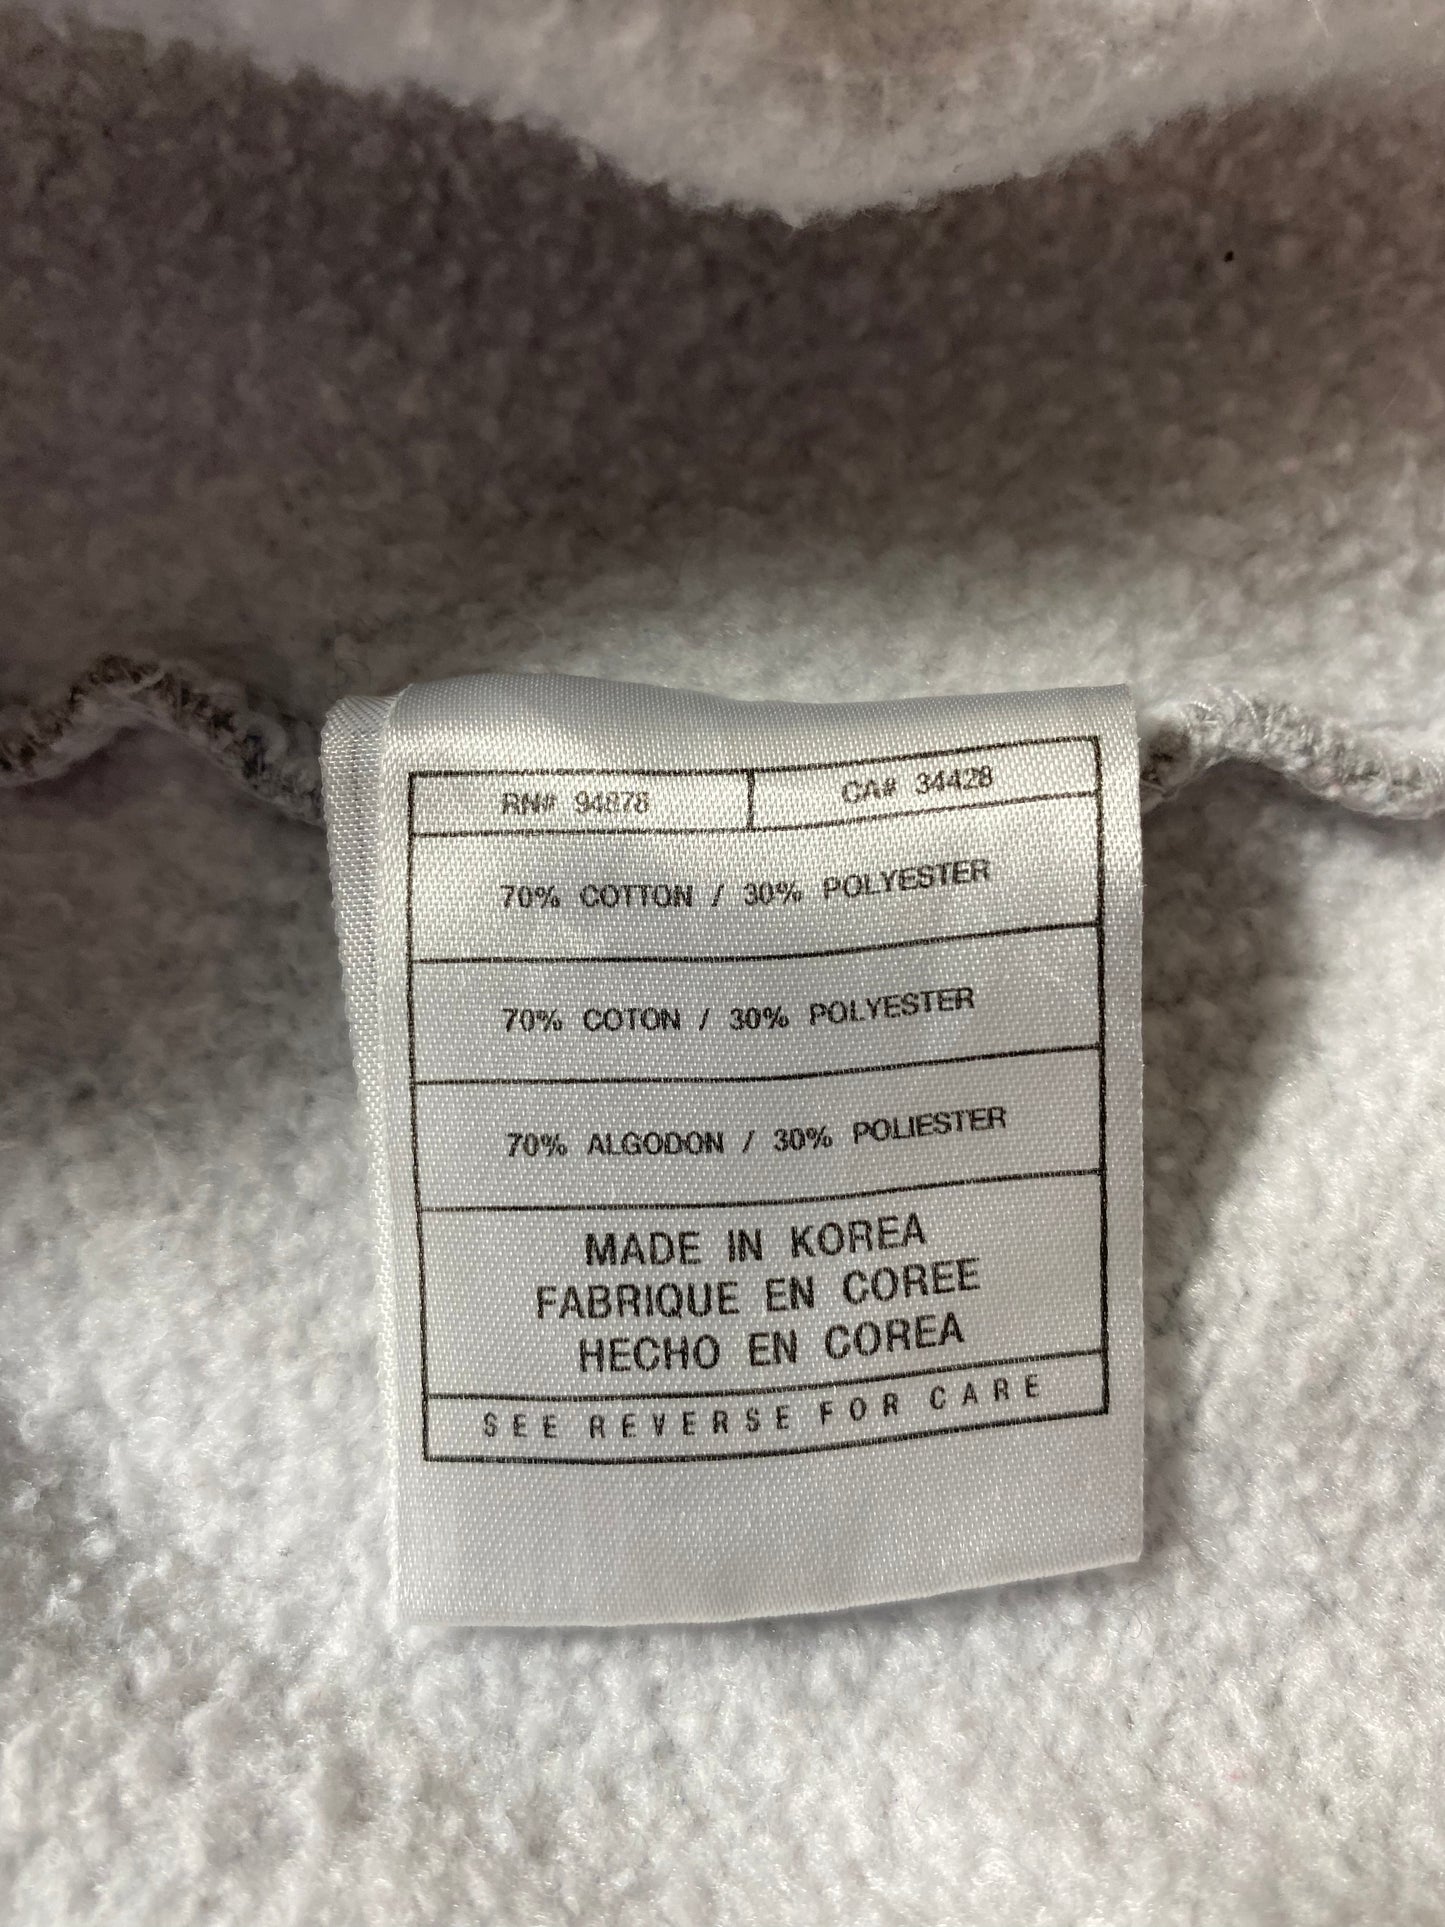 RN# 94878 CA# 34428
70% COTTON / 30% POLYESTER
70% COTON / 30% POLYESTER
70% ALGODON / 30% POLIESTER
MADE IN KOREA
FABRIQUE EN COREE
HECHO EN COREA
SEE REVERSE FOR CARE